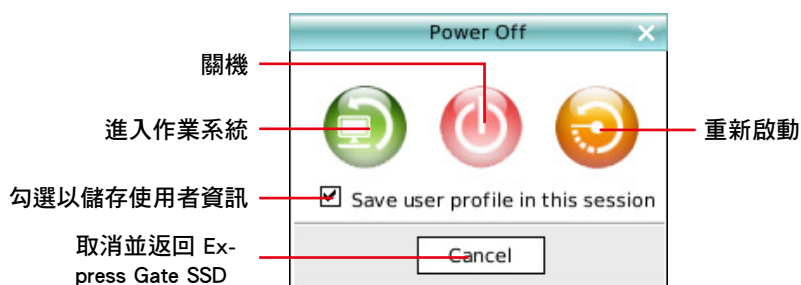 Power Off
關機
進入作業系統
重新啟動
勾選以儲存使用者資訊
Save user profile in this session
取消並返回 Ex-
press Gate SSD
Cancel